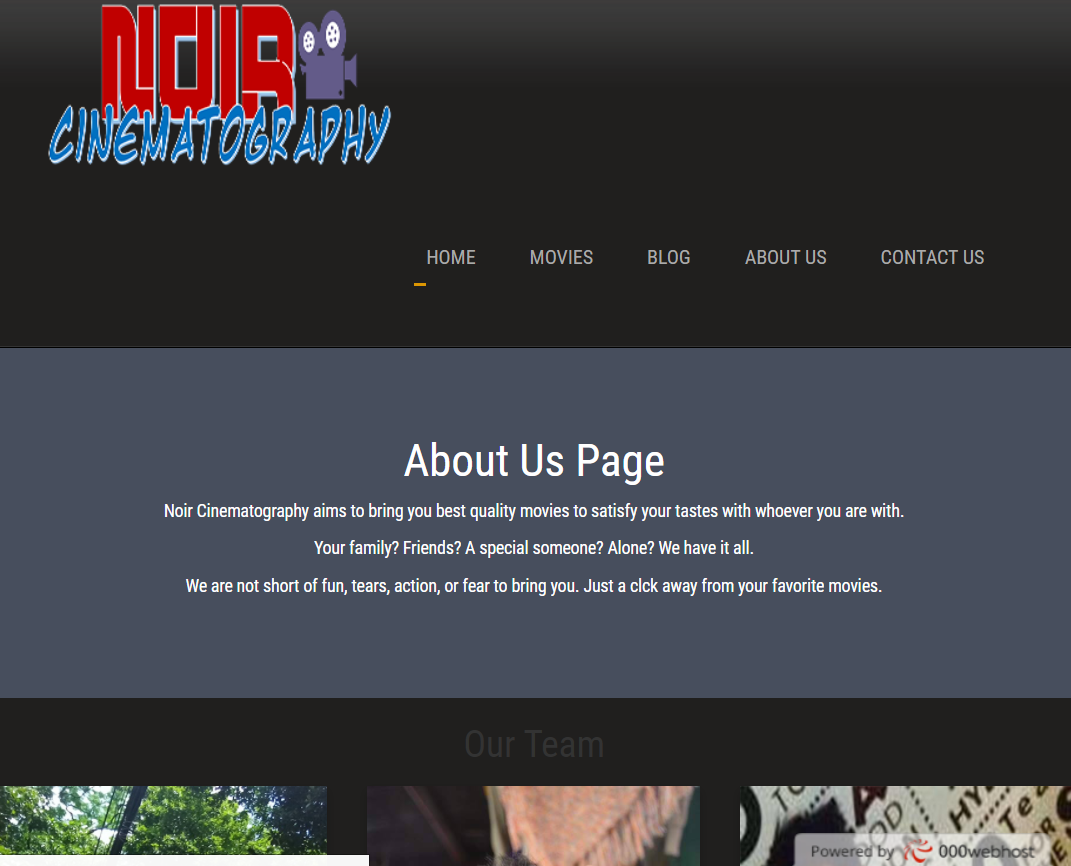 NOIR
CINEMATOGRAPHY
HOME MOVIES BLOG ABOUT US CONTACT US
About Us Page
Noir Cinematography aims to bring you best quality movies to satisfy your tastes with whoever you are with.
Your family? Friends? A special someone? Alone? We have it all.
We are not short of fun, tears, action, or fear to bring you. Just a clck away from your favorite movies.
Our Team
Powered by 000webhost